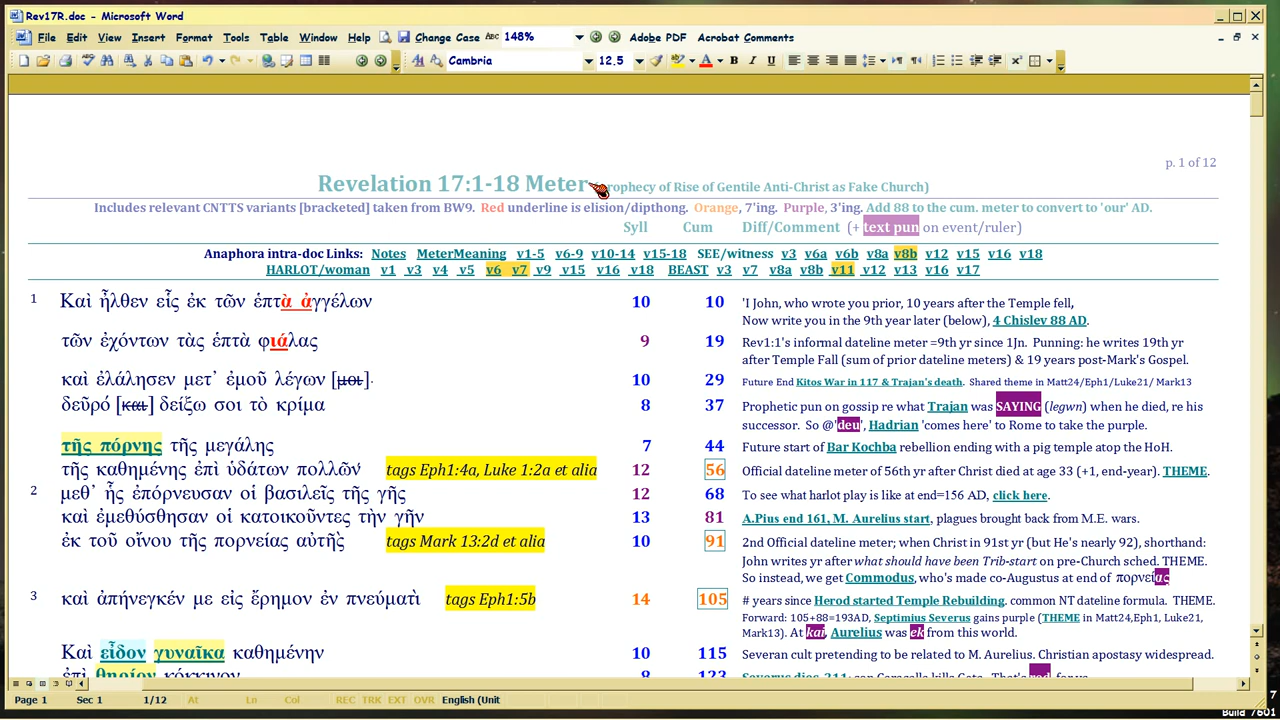 Rev17R.doc - Microsoft Word
File Edit View Insert Format Tools Table Window Help Change Case ABC 148% Adobe PDF Acrobat Comments
Cambria 12.5 B I U
p. 1 of 12
Revelation 17:1-18 Meter prophecy of Rise of Gentile Anti-Christ as Fake Church)
Includes relevant CNTTS variants [bracketed] taken from BW9. Red underline is elision/dipthong. Orange, 7'ing. Purple, 3'ing. Add 88 to the cum. meter to convert to 'our' AD.
Syll Cum Diff/Comment (+ text pun on event/ruler)
Anaphora intra-doc Links: Notes MeterMeaning v1-5 v6-9 v10-14 v15-18 SEE/witness v3 v6a v6b v8a v8b v12 v15 v16 v18
HARLOT/woman v1 v3 v4 v5 v6 v7 v9 v15 v16 v18 BEAST v3 v7 v8a v8b v11 v12 v13 v16 v17
1 Καὶ ἦλθεν εἷς ἐκ τῶν ἑπτὰ ἀγγέλων 10 10 'I John, who wrote you prior, 10 years after the Temple fell,
Now write you in the 9th year later (below), 4 Chislev 88 AD.
τῶν ἐχόντων τὰς ἑπτὰ φιάλας 9 19 Rev1:1's informal dateline meter =9th yr since 1Jn. Punning: he writes 19th yr
after Temple Fall (sum of prior dateline meters) & 19 years post-Mark's Gospel.
καὶ ἐλάλησεν μετ᾽ ἐμοῦ λέγων [μοι]. 10 29 Future End Kitos War in 117 & Trajan's death. Shared theme in Matt24/Eph1/Luke21/ Mark13
δεῦρό [και] δείξω σοι τὸ κρίμα 8 37 Prophetic pun on gossip re what Trajan was SAYING (legwn) when he died, re his
successor. So @'deu', Hadrian 'comes here' to Rome to take the purple.
τῆς πόρνης τῆς μεγάλης 7 44 Future start of Bar Kochba rebellion ending with a pig temple atop the HoH.
τῆς καθημένης ἐπὶ ὑδάτων πολλῶν tags Eph1:4a, Luke 1:2a et alia 12 56 Official dateline meter of 56th yr after Christ died at age 33 (+1, end-year). THEME.
2 μεθ᾽ ἧς ἐπόρνευσαν οἱ βασιλεῖς τῆς γῆς 12 68 To see what harlot play is like at end=156 AD, click here.
καὶ ἐμεθύσθησαν οἱ κατοικοῦντες τὴν γῆν 13 81 A.Pius end 161, M. Aurelius start, plagues brought back from M.E. wars.
ἐκ τοῦ οἴνου τῆς πορνείας αὐτῆς tags Mark 13:2d et alia 10 91 2nd Official dateline meter; when Christ in 91st yr (but He's nearly 92), shorthand:
John writes yr after what should have been Trib-start on pre-Church sched. THEME.
So instead, we get Commodus, who's made co-Augustus at end of πορνείας
3 καὶ ἀπήνεγκέν με εἰς ἔρημον ἐν πνεύματι tags Eph1:5b 14 105 # years since Herod started Temple Rebuilding. common NT dateline formula. THEME.
Forward: 105+88=193AD, Septimius Severus gains purple (THEME in Matt24,Eph1, Luke21,
Mark13). At kai, Aurelius was ek from this world.
Καὶ εἶδον γυναῖκα καθημένην 10 115 Severan cult pretending to be related to M. Aurelius. Christian apostasy widespread.
ἐπὶ θηρίον κόκκινον 8 123
Page 1 Sec 1 1/12 At Ln Col REC TRK EXT OVR English (Unit
Build 7601